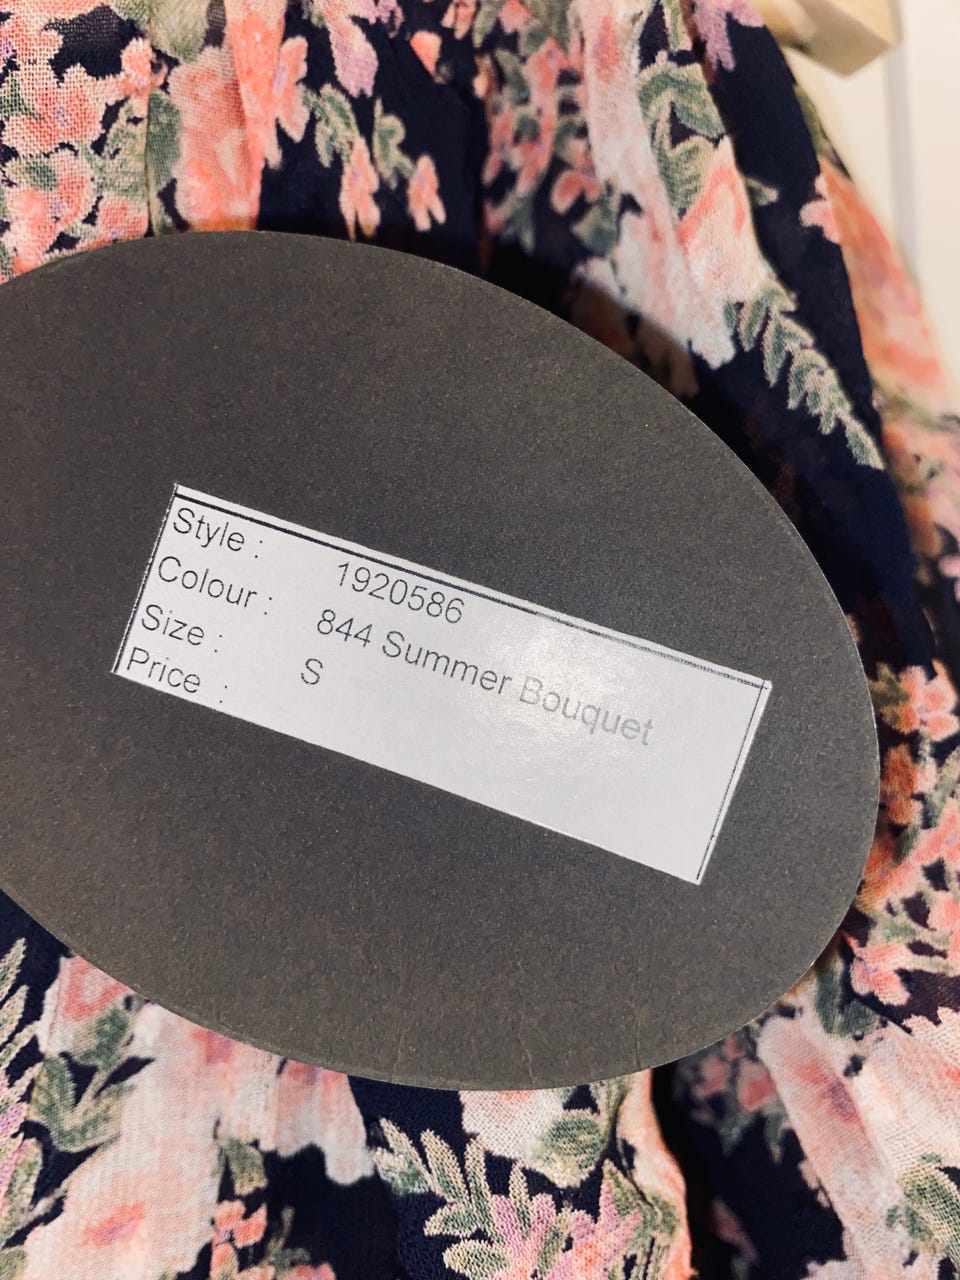 Style : 1920586
Colour : 844 Summer Bouquet
Size : S
Price :